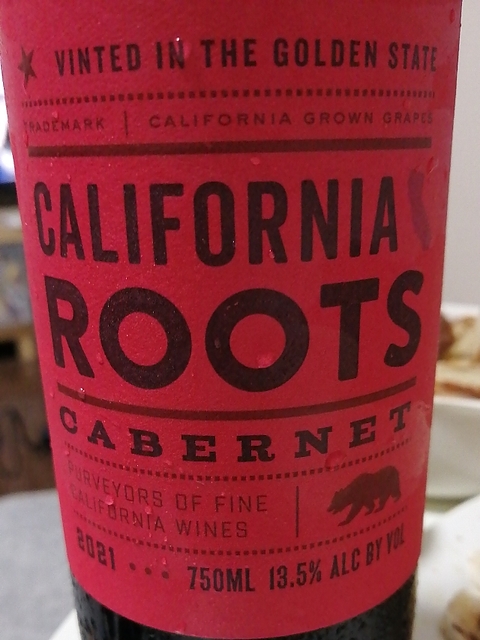 VINTED IN THE GOLDEN STATE
TRADEMARK | CALIFORNIA GROWN GRAPES
CALIFORNIA
ROOTS
CABERNET
PURVEYORS OF FINE
CALIFORNIA WINES
2021 750ML 13.5% ALC BY VOL